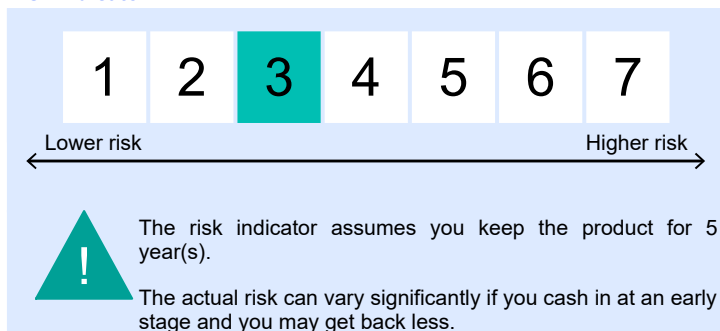 1 2 3 4 5 6 7
Lower risk Higher risk
The risk indicator assumes you keep the product for 5
year(s).
!
The actual risk can vary significantly if you cash in at an early
stage and you may get back less.